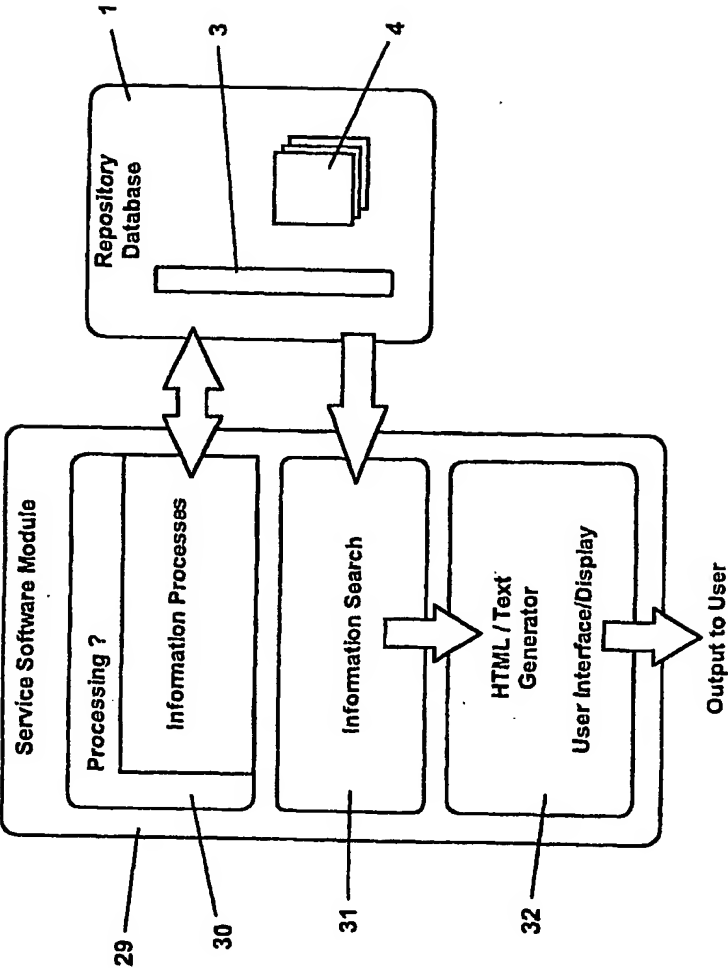 Service Software Module
Processing ?
Information Processes
Information Search
HTML / Text
Generator
User Interface/Display
Output to User
Repository
Database
1
3
4
29
30
31
32